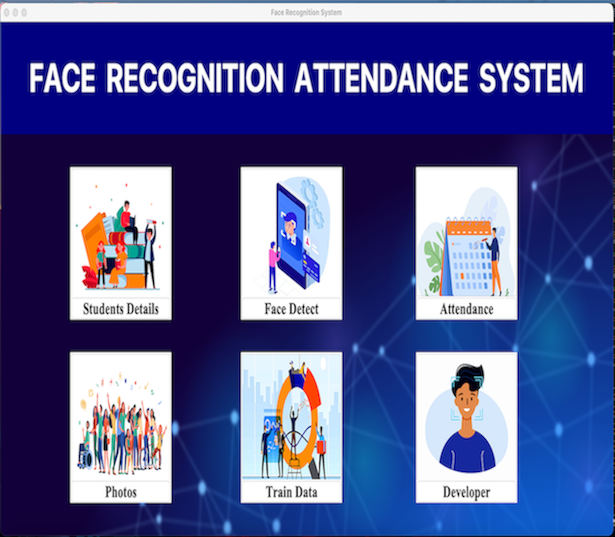 Face Recognition System
FACE RECOGNITION ATTENDANCE SYSTEM
Students Details
Face Detect
Attendance
Photos
Train Data
Developer